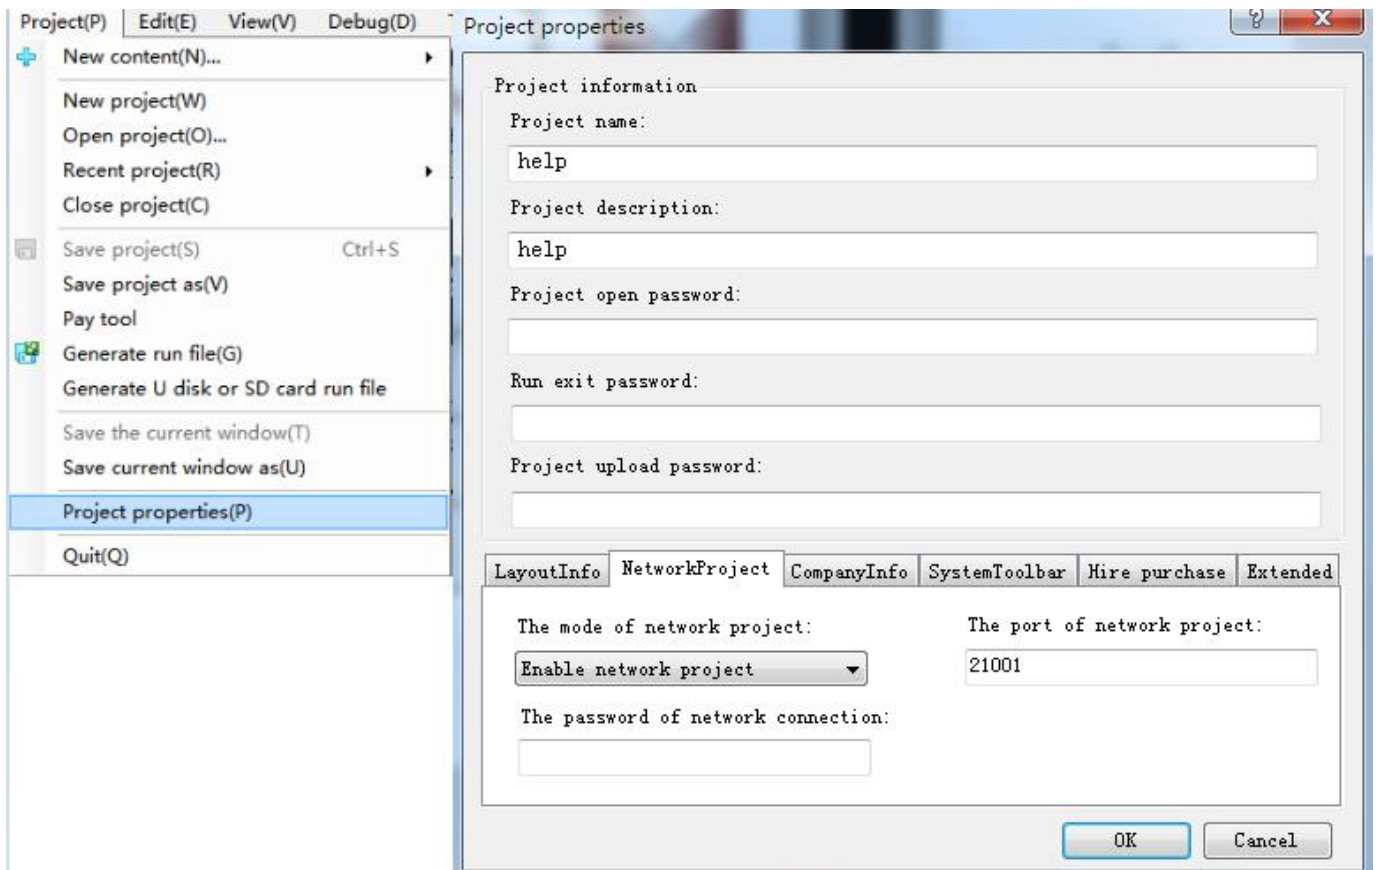 Project(P) Edit(E) View(V) Debug(D)
New content(N)...
New project(W)
Open project(O)...
Recent project(R)
Close project(C)
Save project(S) Ctrl+S
Save project as(V)
Pay tool
Generate run file(G)
Generate U disk or SD card run file
Save the current window(T)
Save current window as(U)
Project properties(P)
Quit(Q)
Project properties
Project information
Project name:
help
Project description:
help
Project open password:
Run exit password:
Project upload password:
LayoutInfo NetworkProject CompanyInfo SystemToolbar Hire purchase Extended
The mode of network project: The port of network project:
Enable network project 21001
The password of network connection:
OK Cancel